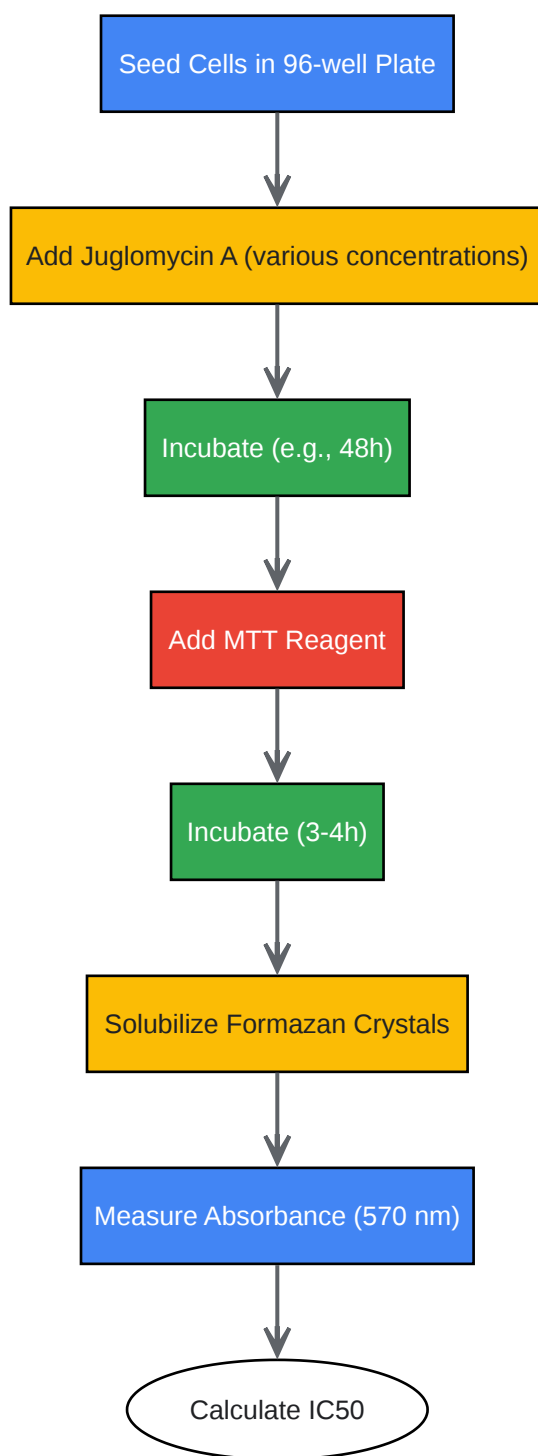 Seed Cells in 96-well Plate
Add Juglomycin A (various concentrations)
Incubate (e.g., 48h)
Add MTT Reagent
Incubate (3-4h)
Solubilize Formazan Crystals
Measure Absorbance (570 nm)
Calculate IC50